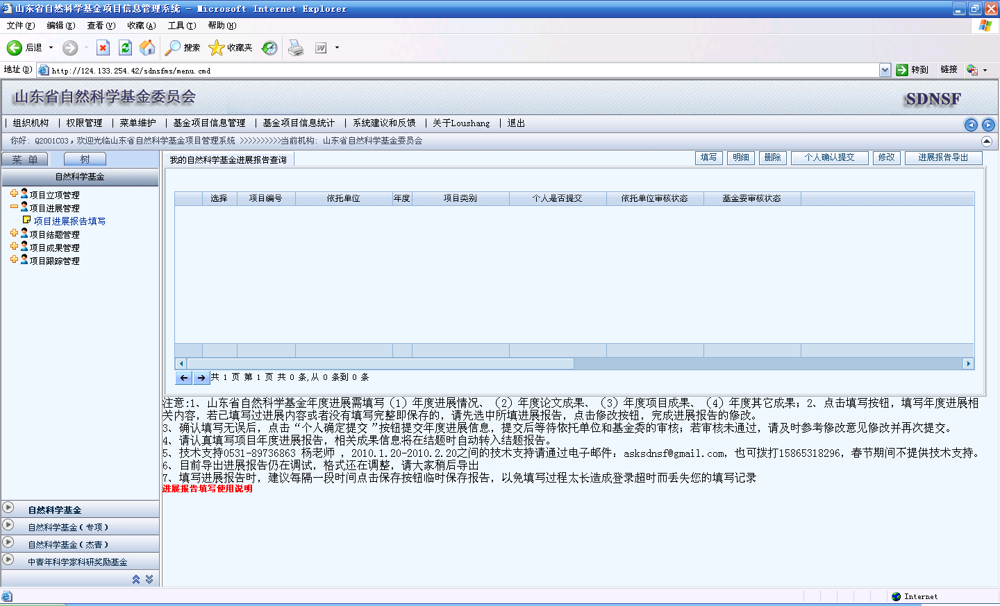 山东省自然科学基金项目信息管理系统 - Microsoft Internet Explorer
文件(F) 编辑(E) 查看(V) 收藏(A) 工具(T) 帮助(H)
后退 搜索 收藏夹
地址(D) http://124.133.254.42/sdnsfms/menu.cmd 转到 链接
山东省自然科学基金委员会 SDNSF
| 组织机构 | 权限管理 | 菜单维护 | 基金项目信息管理 | 基金项目信息统计 | 系统建议和反馈 | 关于Loushang | 退出
你好: Q2001C03，欢迎光临山东省自然科学基金项目管理系统 >>>>>>>>>>当前机构: 山东省自然科学基金委员会
菜 单 树
自然科学基金
项目立项管理
项目进展管理
项目进展报告填写
项目结题管理
项目成果管理
项目跟踪管理
自然科学基金
自然科学基金（专项）
自然科学基金（杰青）
中青年科学家科研奖励基金
我的自然科学基金进展报告查询 填写 明细 删除 个人确认提交 修改 进展报告导出
选择 项目编号 依托单位 年度 项目类别 个人是否提交 依托单位审核状态 基金委审核状态
共 1 页 第 1 页 共 0 条,从 0 条到 0 条
注意:1、山东省自然科学基金年度进展需填写（1）年度进展情况、（2）年度论文成果、（3）年度项目成果、（4）年度其它成果；2、点击填写按钮，填写年度进展相
关内容，若已填写过进展内容或者没有填写完整即保存的，请先选中所填进展报告，点击修改按钮，完成进展报告的修改。
3、确认填写无误后，点击“个人确定提交 ”按钮提交年度进展信息，提交后等待依托单位和基金委的审核；若审核未通过，请及时参考修改意见修改并再次提交。
4、请认真填写项目年度进展报告，相关成果信息将在结题时自动转入结题报告。
5、技术支持0531-89736863 杨老师 ，2010.1.20-2010.2.20之间的技术支持请通过电子邮件：asksdnsf@gmail.com，也可拨打15865318296，春节期间不提供技术支持。
6、目前导出进展报告仍在调试，格式还在调整，请大家稍后导出
7、填写进展报告时，建议每隔一段时间点击保存按钮临时保存报告，以免填写过程太长造成登录超时而丢失您的填写记录
进展报告填写使用说明
Internet